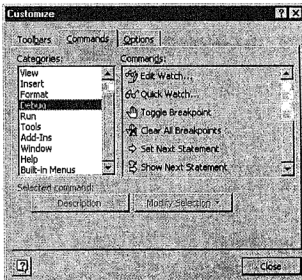 Customize
Toolbars Commands Options
Categories: Commands:
View
Insert
Format
Debug
Run
Tools
Add-Ins
Window
Help
Built-in Menus
Edit Watch...
Quick Watch...
Toggle Breakpoint
Clear All Breakpoints
Set Next Statement
Show Next Statement
Selected command:
Description Modify Selection
Close